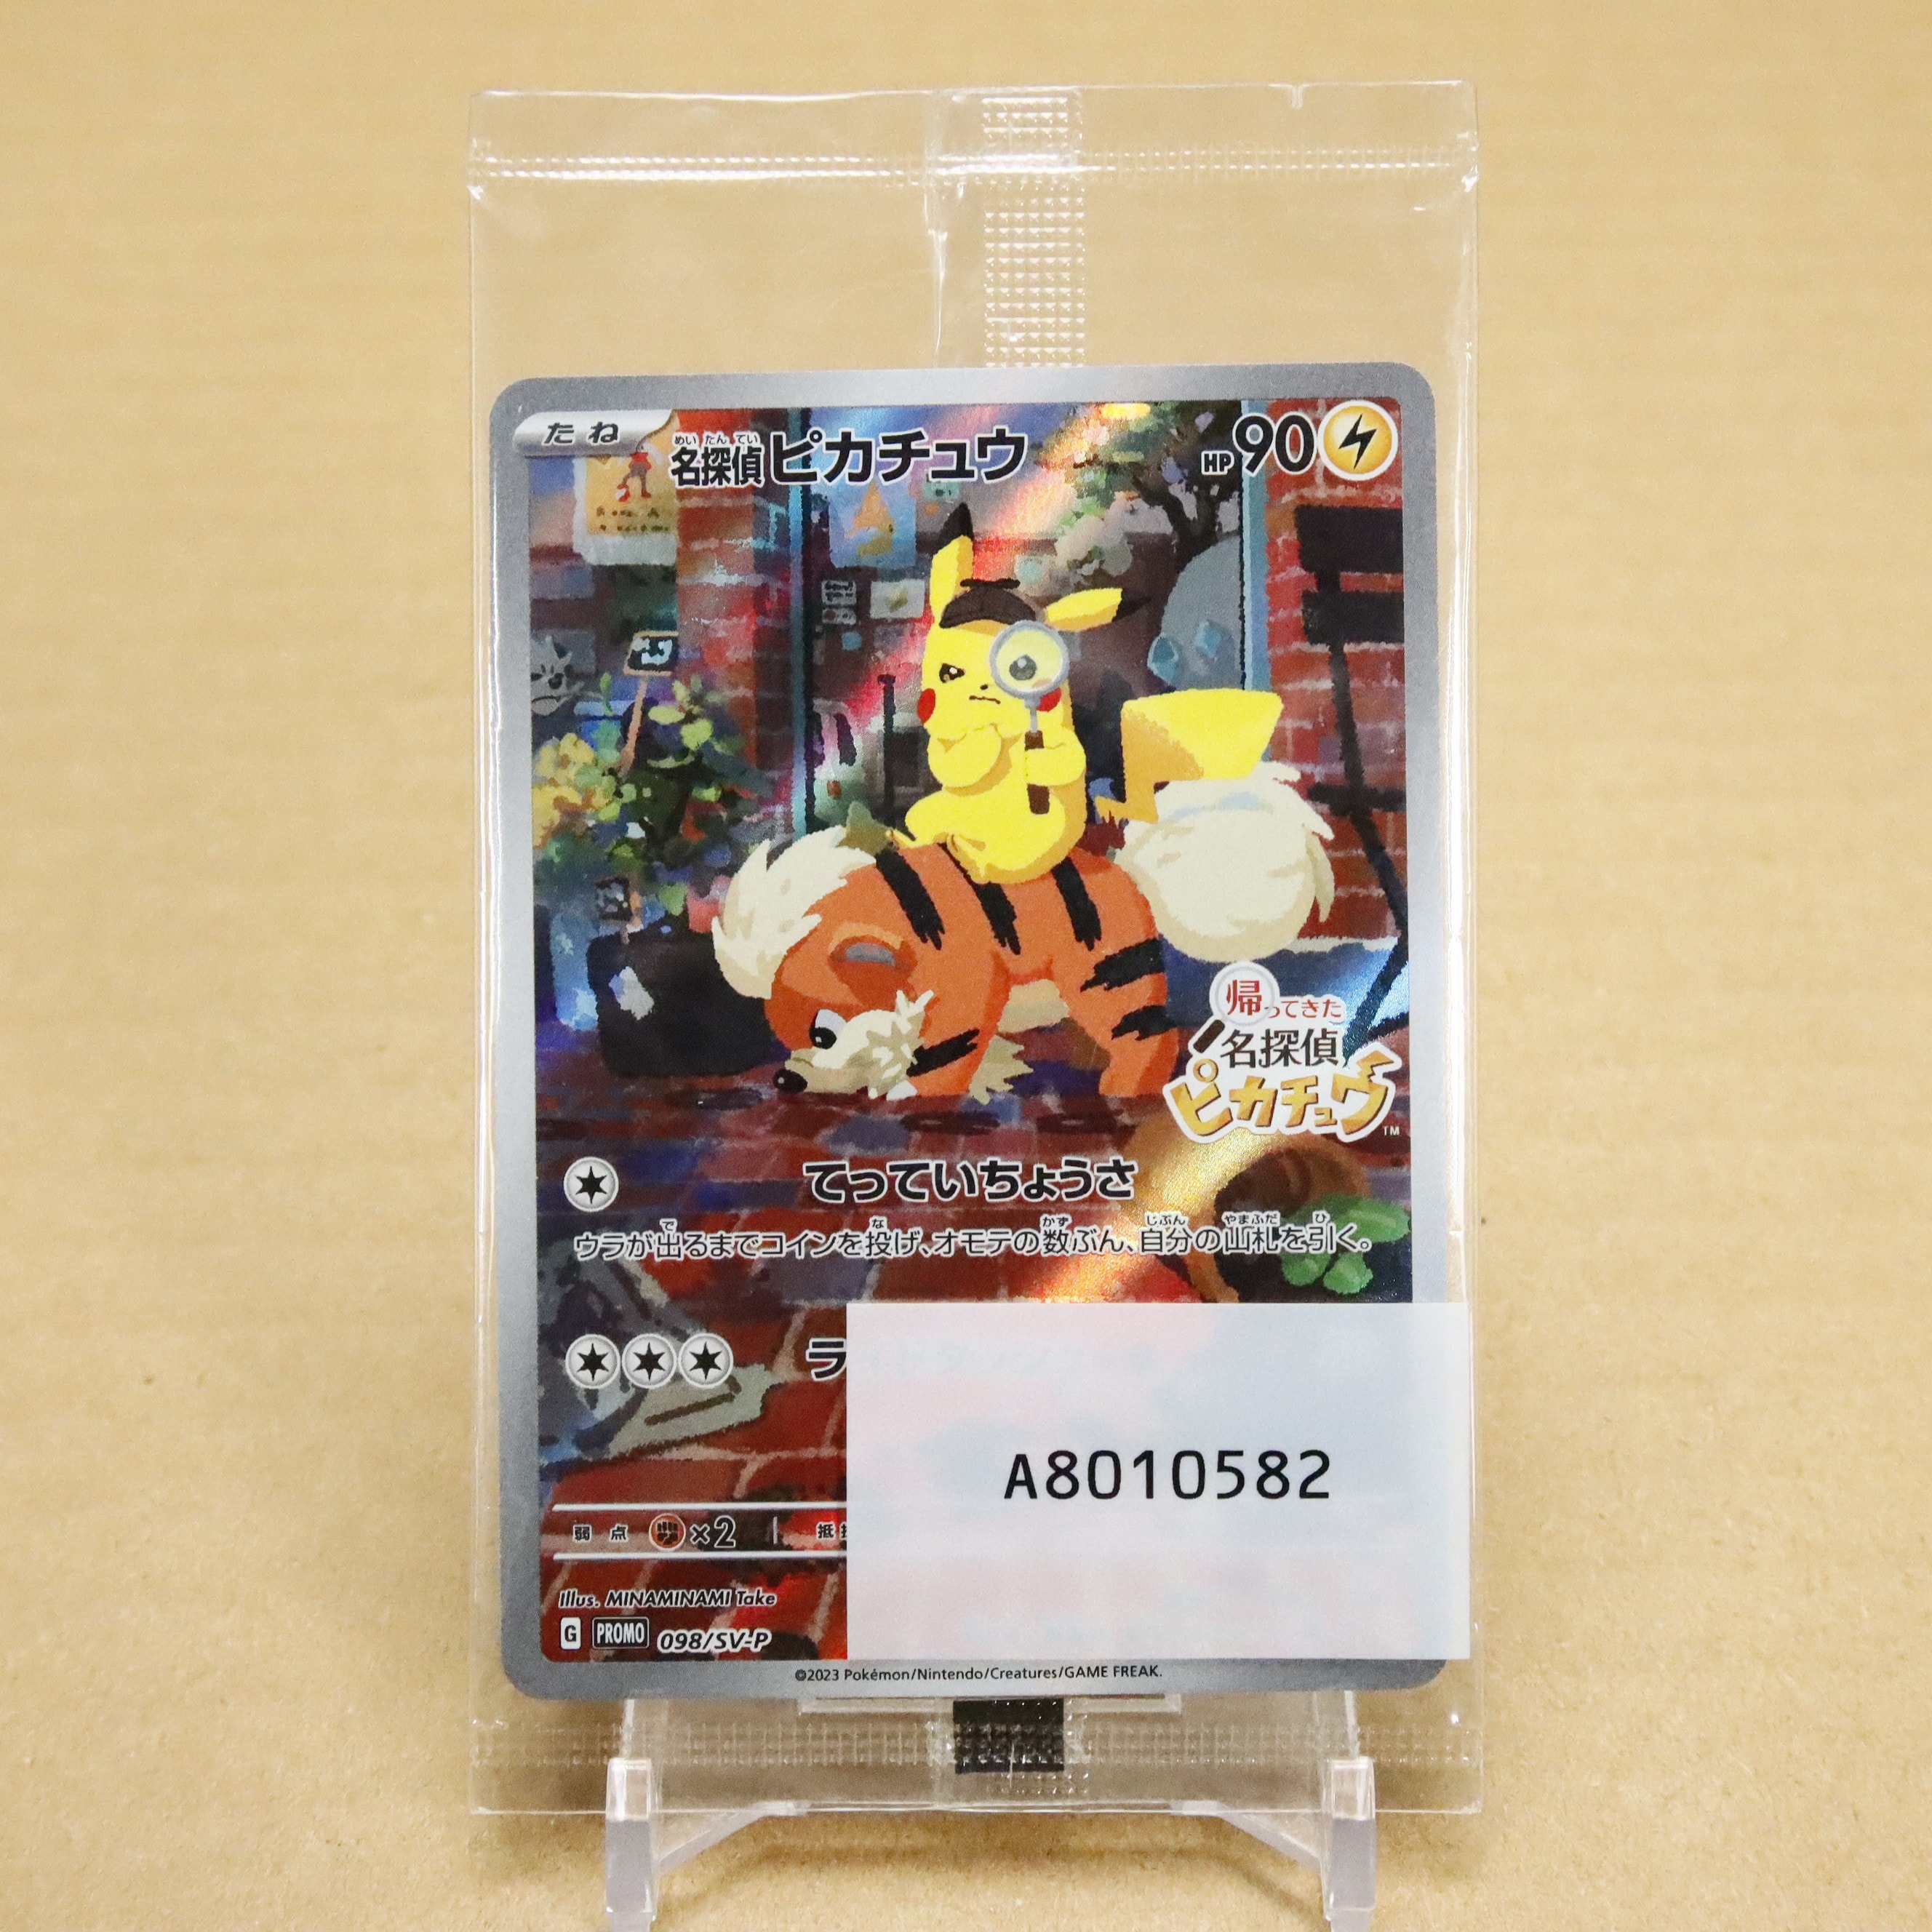 たね
めいたんてい
名探偵ピカチュウ
HP90
帰ってきた
名探偵
ピカチュウ
TM
てっていちょうさ
ウラが出るまでコインを投げ、オモテの数ぶん、自分の山札を引く。
ラ
A8010582
弱点 ×2 抵
Illus. MINAMINAMI Take
G PROMO 098/SV-P
©2023 Pokémon/Nintendo/Creatures/GAME FREAK.